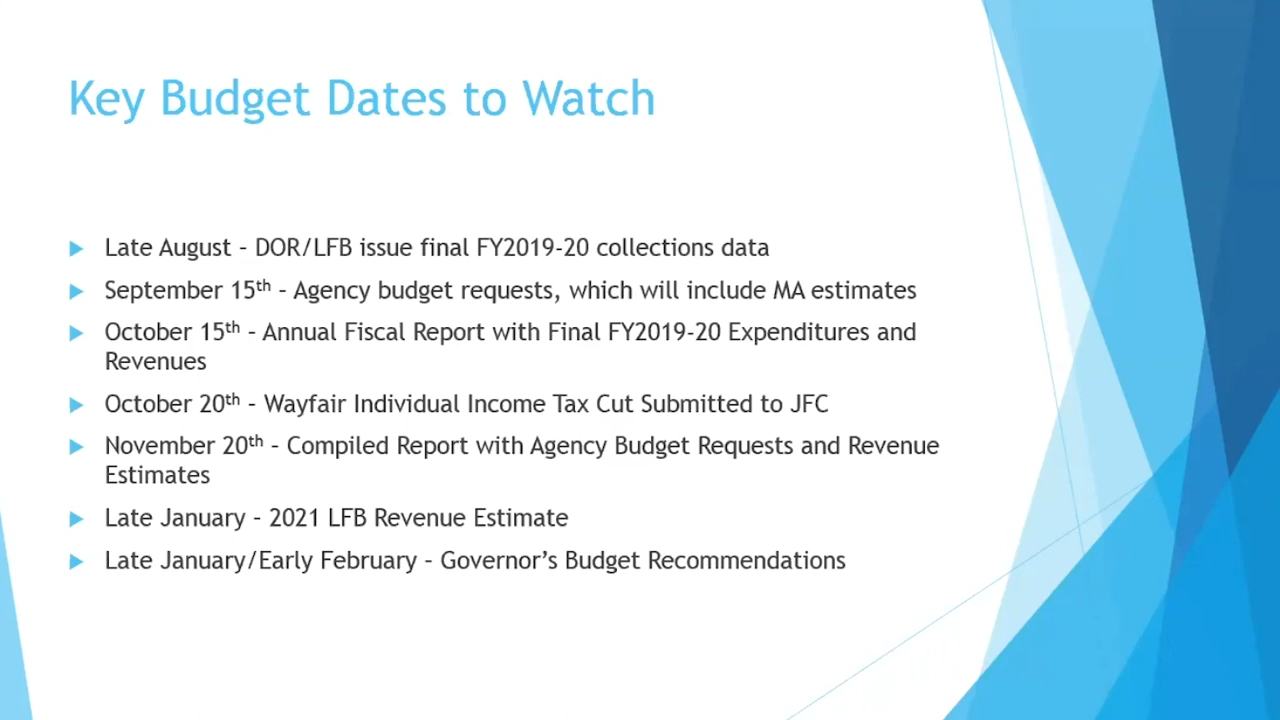 Key Budget Dates to Watch
Late August – DOR/LFB issue final FY2019-20 collections data
September 15th – Agency budget requests, which will include MA estimates
October 15th – Annual Fiscal Report with Final FY2019-20 Expenditures and
Revenues
October 20th – Wayfair Individual Income Tax Cut Submitted to JFC
November 20th – Compiled Report with Agency Budget Requests and Revenue
Estimates
Late January – 2021 LFB Revenue Estimate
Late January/Early February – Governor’s Budget Recommendations